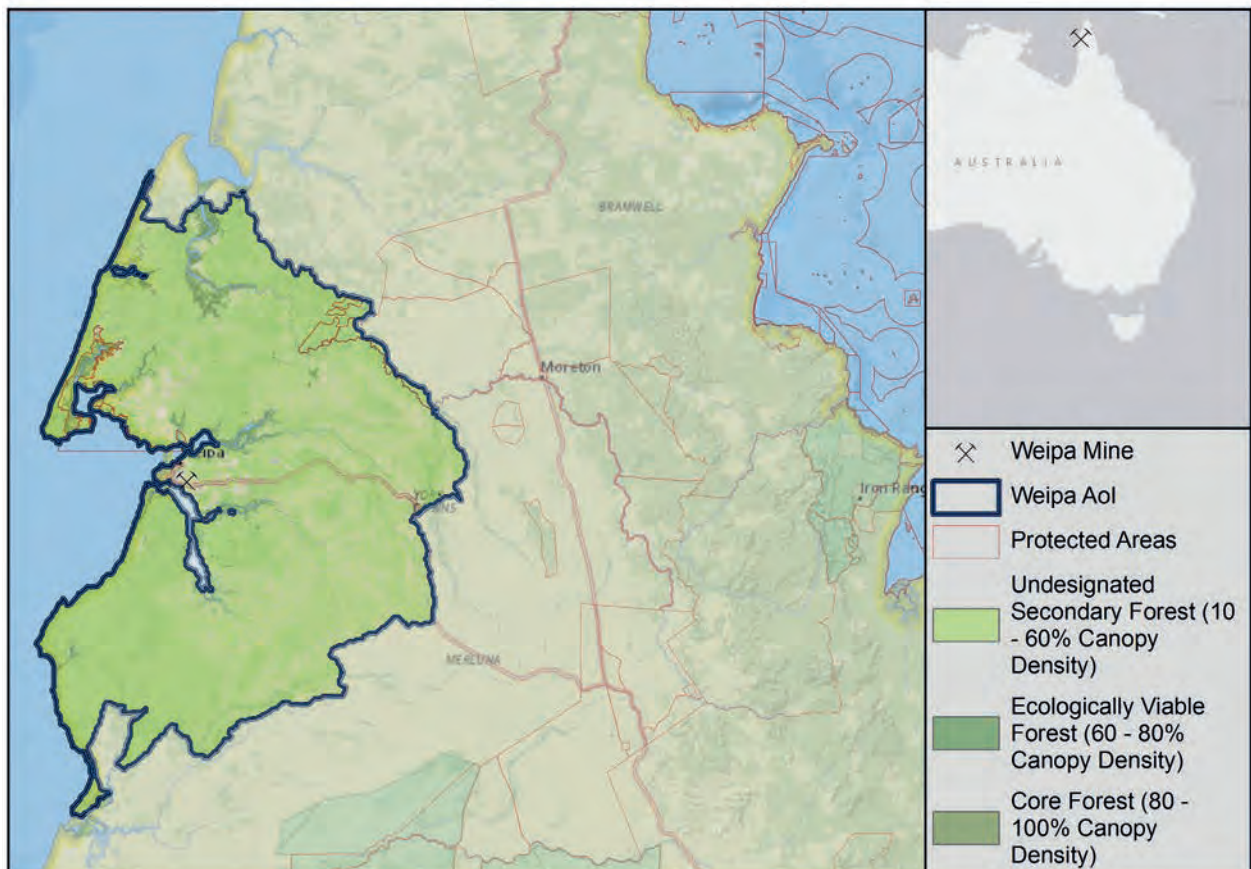 BRAMWELL
Moreton
ipa
Iron Rang
MERLUNA
AUSTRALIA
Weipa Mine
Weipa AoI
Protected Areas
Undesignated
Secondary Forest (10
- 60% Canopy
Density)
Ecologically Viable
Forest (60 - 80%
Canopy Density)
Core Forest (80 -
100% Canopy
Density)